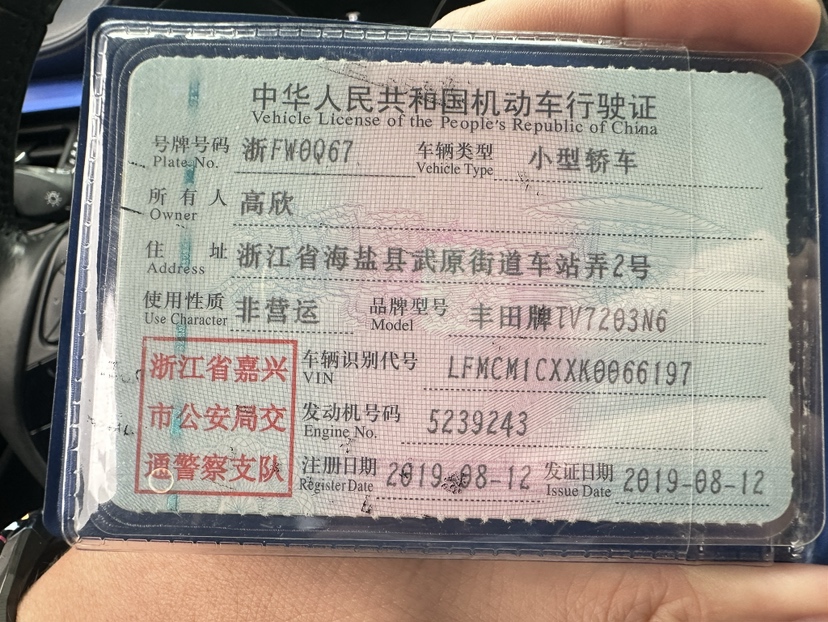 中华人民共和国机动车行驶证
Vehicle License of the People's Republic of China
号牌号码 浙FW0Q67 车辆类型 小型轿车
Plate No. Vehicle Type
所有人 高欣
Owner
住址 浙江省海盐县武原街道车站弄2号
Address
使用性质 非营运 品牌型号 丰田牌TV7203N6
Use Character Model
浙江省嘉兴
市公安局交
通警察支队
车辆识别代号 LFMCM1CXXK0066197
VIN
发动机号码 5239243
Engine No.
注册日期 2019-08-12 发证日期 2019-08-12
Register Date Issue Date